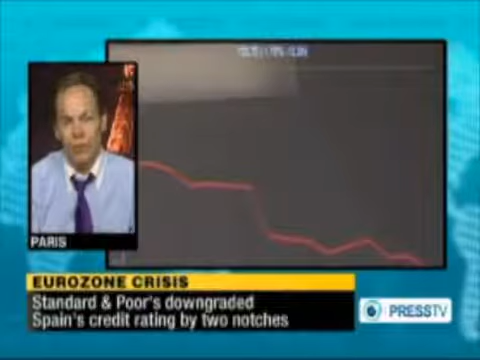 PARIS
EUROZONE CRISIS
Standard & Poor's downgraded
Spain's credit rating by two notches
PRESSTV